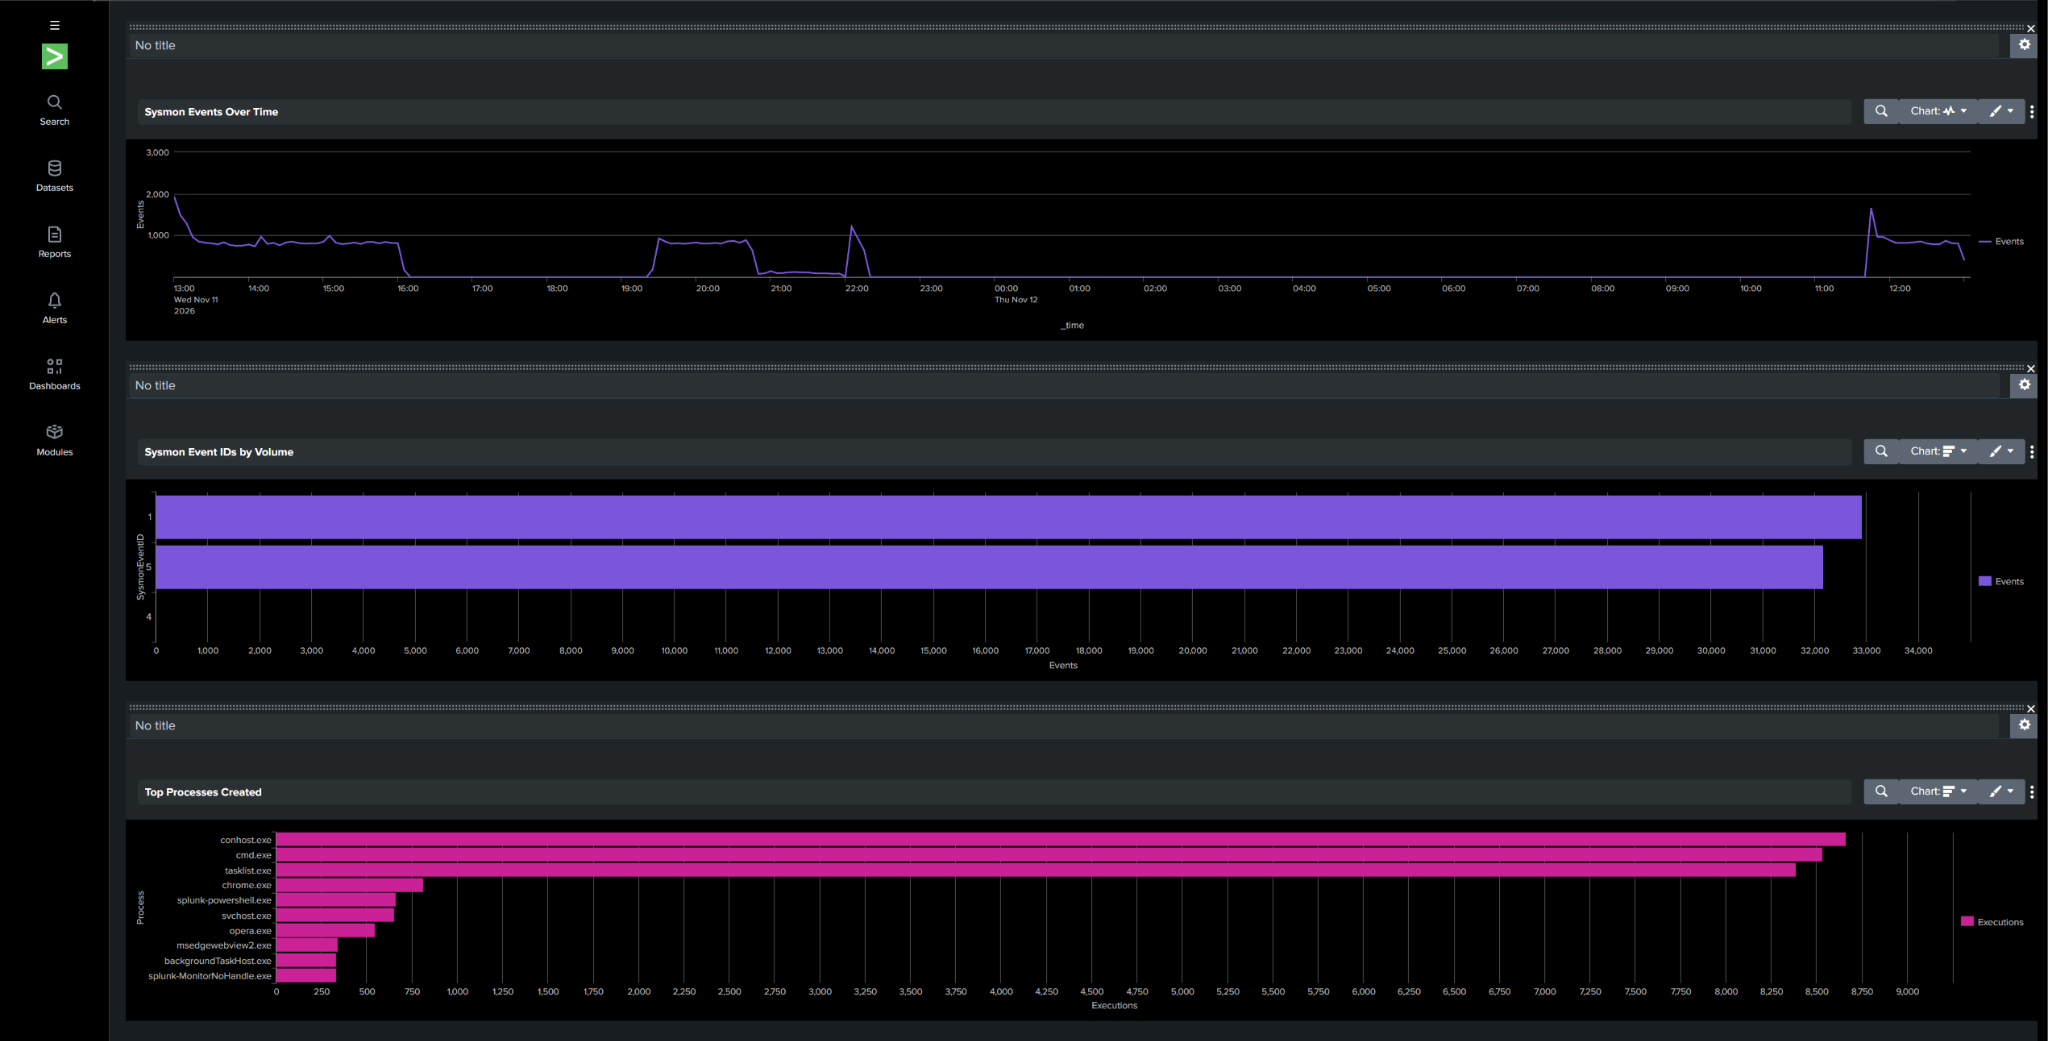 Search
Datasets
Reports
Alerts
Dashboards
Modules
No title
Sysmon Events Over Time
Chart:
3,000
2,000
1,000
Events
Events
13:00 14:00 15:00 16:00 17:00 18:00 19:00 20:00 21:00 22:00 23:00 00:00 01:00 02:00 03:00 04:00 05:00 06:00 07:00 08:00 09:00 10:00 11:00 12:00
Wed Nov 11 Thu Nov 12
2026
_time
No title
Sysmon Event IDs by Volume
Chart:
1
5
4
SysmonEventID
Events
0 1,000 2,000 3,000 4,000 5,000 6,000 7,000 8,000 9,000 10,000 11,000 12,000 13,000 14,000 15,000 16,000 17,000 18,000 19,000 20,000 21,000 22,000 23,000 24,000 25,000 26,000 27,000 28,000 29,000 30,000 31,000 32,000 33,000 34,000
Events
No title
Top Processes Created
Chart:
conhost.exe
cmd.exe
tasklist.exe
chrome.exe
splunk-powershell.exe
svchost.exe
opera.exe
msedgewebview2.exe
backgroundTaskHost.exe
splunk-MonitorNoHandle.exe
Process
Executions
0 250 500 750 1,000 1,250 1,500 1,750 2,000 2,250 2,500 2,750 3,000 3,250 3,500 3,750 4,000 4,250 4,500 4,750 5,000 5,250 5,500 5,750 6,000 6,250 6,500 6,750 7,000 7,250 7,500 7,750 8,000 8,250 8,500 8,750 9,000
Executions